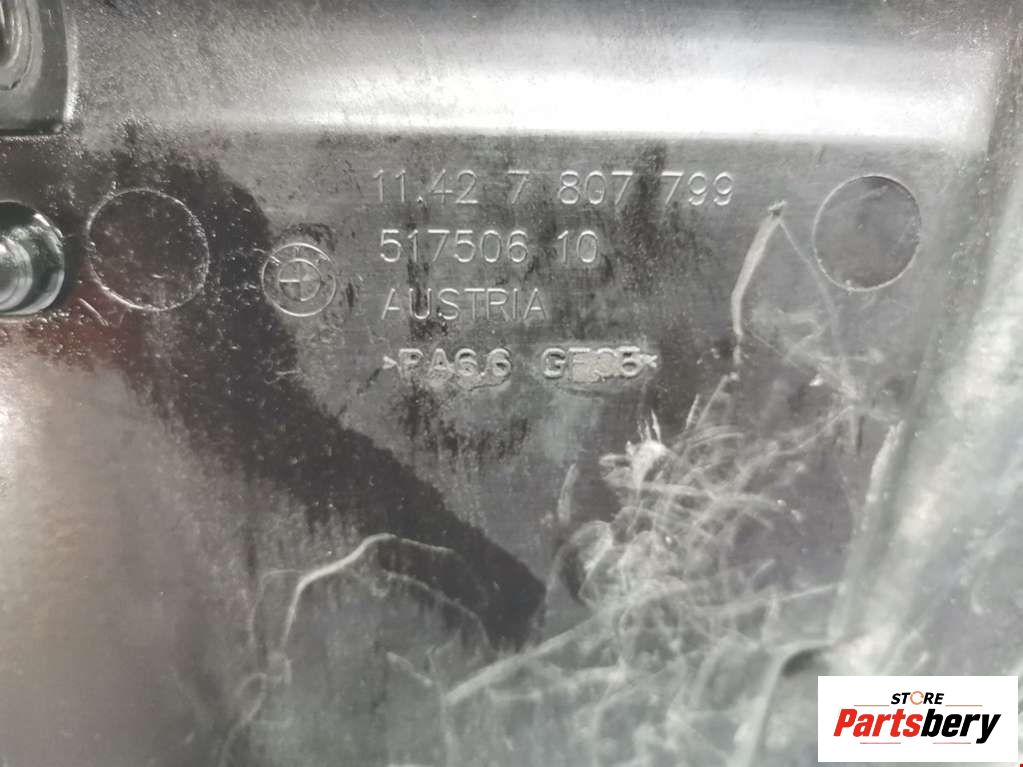 11.42 7 807 799
517506 10
AUSTRIA
>PA6.6
STORE
Partsbery